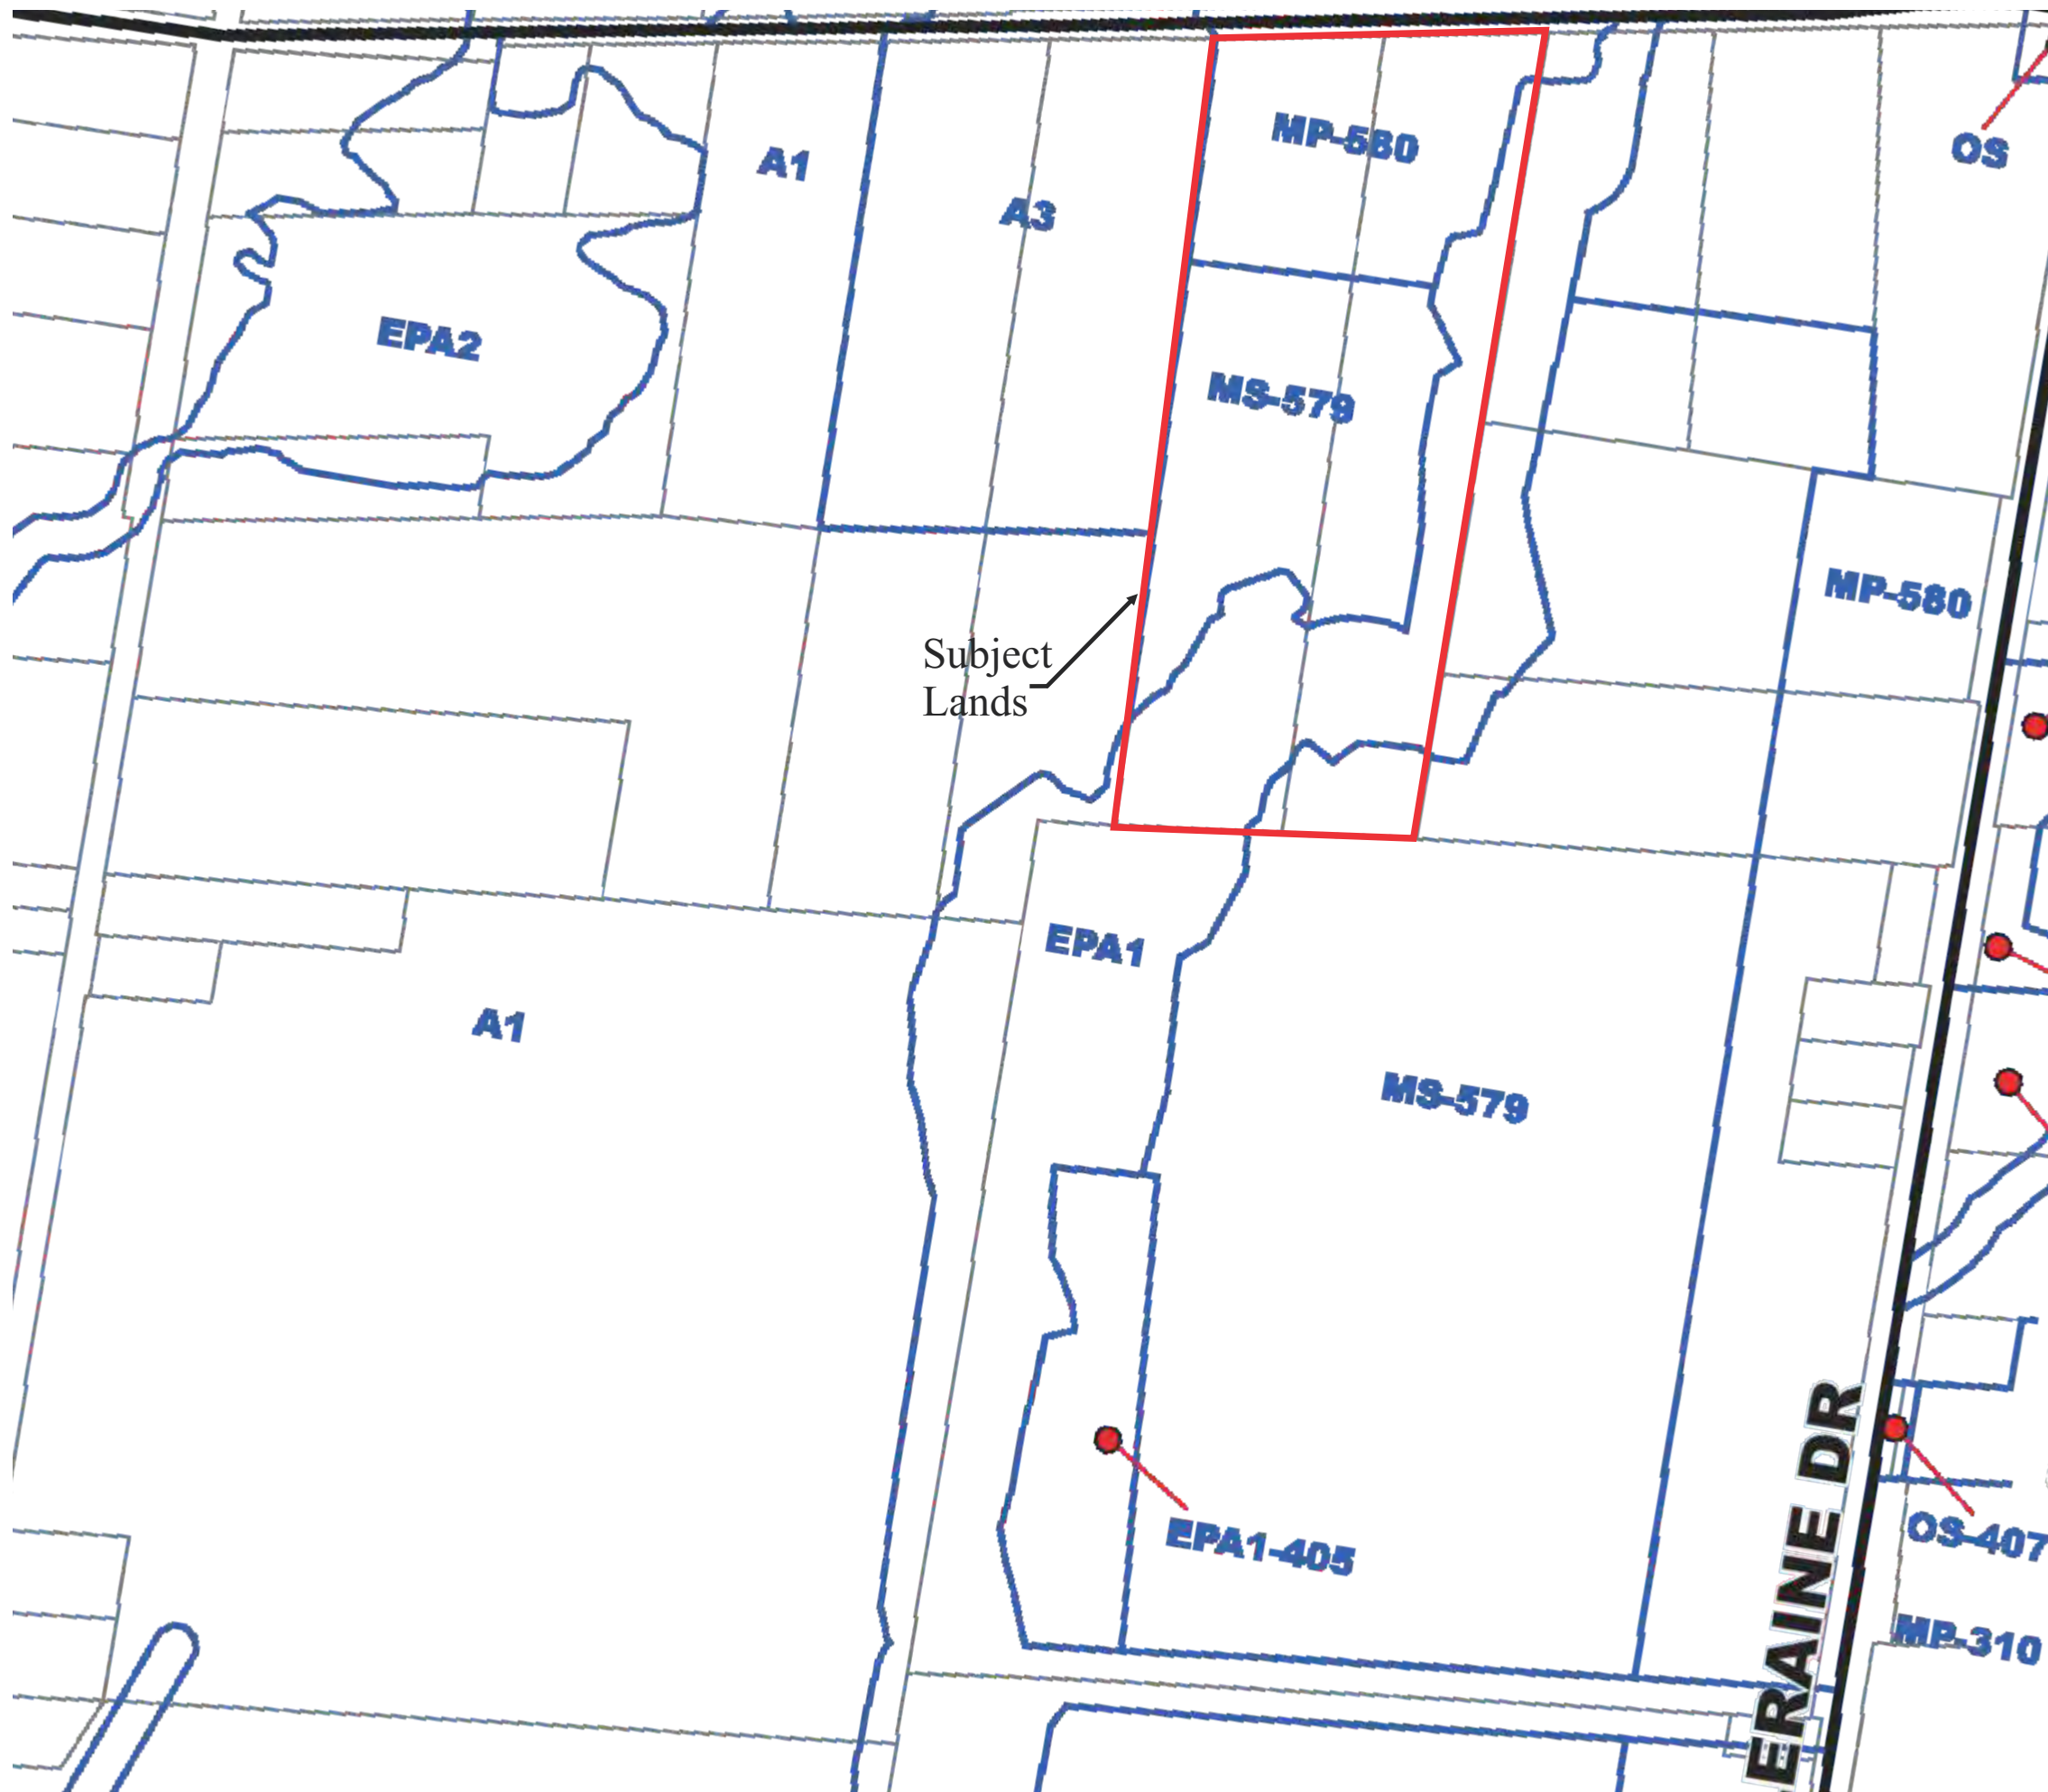 MP-580
OS
A1
A3
EPA2
MS-579
MP-580
Subject
Lands
EPA1
A1
MS-579
EPA1-405
OS-407
MP-310
ERAINE DR